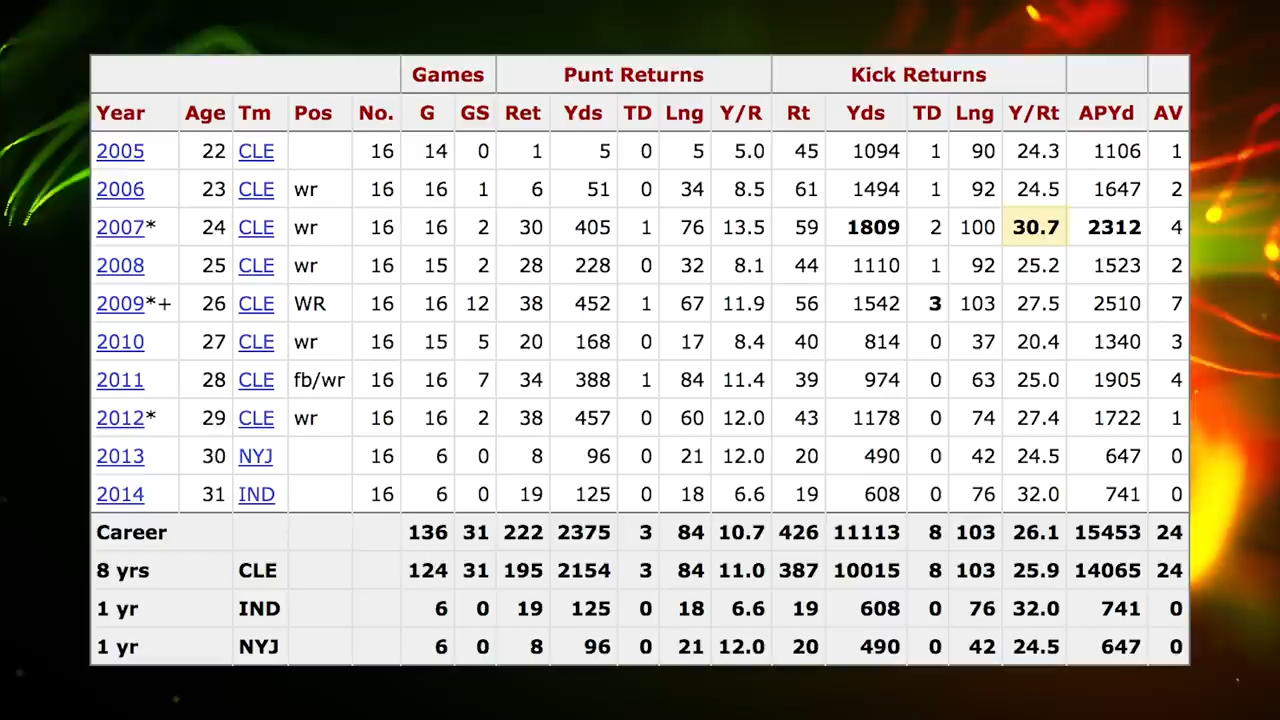 Games Punt Returns Kick Returns
Year Age Tm Pos No. G GS Ret Yds TD Lng Y/R Rt Yds TD Lng Y/Rt APYd AV
2005 22 CLE 16 14 0 1 5 0 5 5.0 45 1094 1 90 24.3 1106 1
2006 23 CLE wr 16 16 1 6 51 0 34 8.5 61 1494 1 92 24.5 1647 2
2007* 24 CLE wr 16 16 2 30 405 1 76 13.5 59 1809 2 100 30.7 2312 4
2008 25 CLE wr 16 15 2 28 228 0 32 8.1 44 1110 1 92 25.2 1523 2
2009*+ 26 CLE WR 16 16 12 38 452 1 67 11.9 56 1542 3 103 27.5 2510 7
2010 27 CLE wr 16 15 5 20 168 0 17 8.4 40 814 0 37 20.4 1340 3
2011 28 CLE fb/wr 16 16 7 34 388 1 84 11.4 39 974 0 63 25.0 1905 4
2012* 29 CLE wr 16 16 2 38 457 0 60 12.0 43 1178 0 74 27.4 1722 1
2013 30 NYJ 16 6 0 8 96 0 21 12.0 20 490 0 42 24.5 647 0
2014 31 IND 16 6 0 19 125 0 18 6.6 19 608 0 76 32.0 741 0
Career 136 31 222 2375 3 84 10.7 426 11113 8 103 26.1 15453 24
8 yrs CLE 124 31 195 2154 3 84 11.0 387 10015 8 103 25.9 14065 24
1 yr IND 6 0 19 125 0 18 6.6 19 608 0 76 32.0 741 0
1 yr NYJ 6 0 8 96 0 21 12.0 20 490 0 42 24.5 647 0